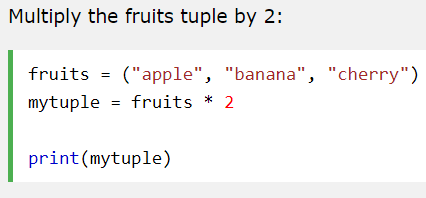 Multiply the fruits tuple by 2:
fruits = ("apple", "banana", "cherry")
mytuple = fruits * 2
print(mytuple)